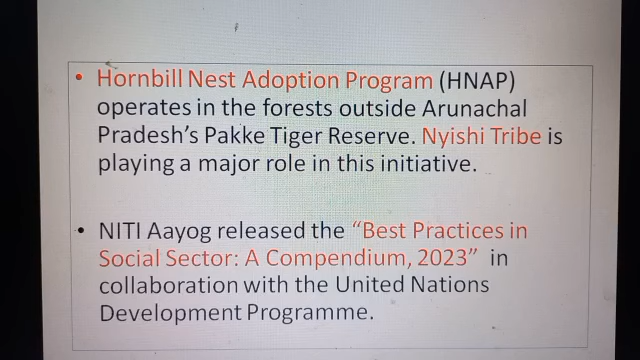 • Hornbill Nest Adoption Program (HNAP)
operates in the forests outside Arunachal
Pradesh's Pakke Tiger Reserve. Nyishi Tribe is
playing a major role in this initiative.
• NITI Aayog released the “Best Practices in
Social Sector: A Compendium, 2023” in
collaboration with the United Nations
Development Programme.